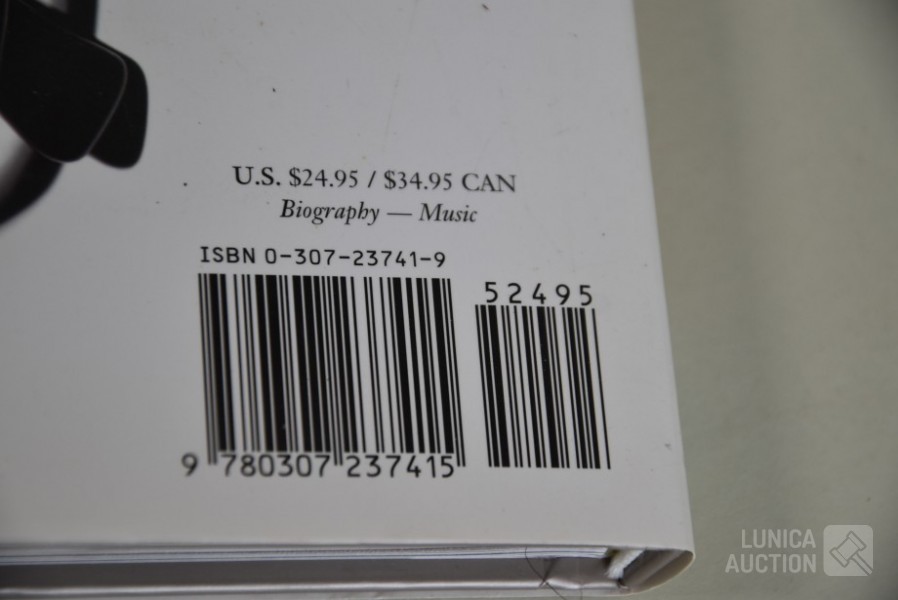 U.S. $24.95 / $34.95 CAN
Biography — Music
ISBN 0-307-23741-9
52495
9 780307 237415
LUNICA
AUCTION